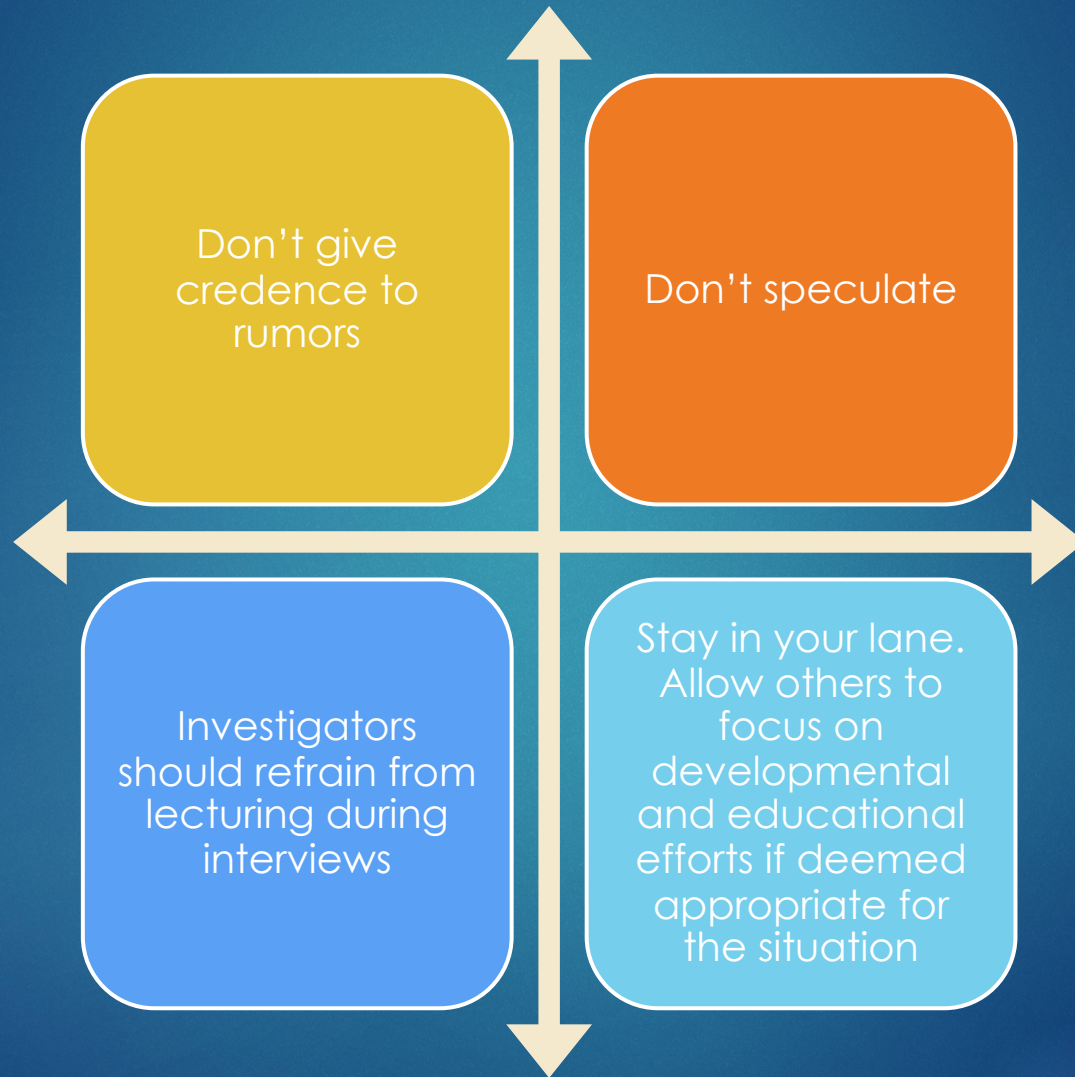 Don’t give
credence to
rumors
Don’t speculate
Investigators
should refrain from
lecturing during
interviews
Stay in your lane.
Allow others to
focus on
developmental
and educational
efforts if deemed
appropriate for
the situation